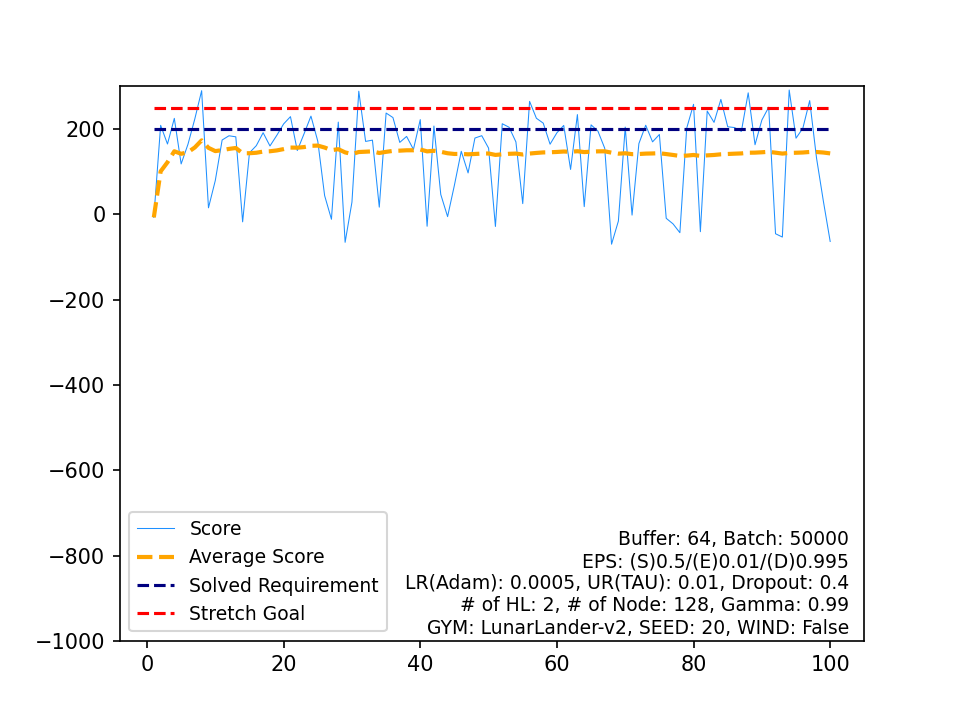 200
0
−200
−400
−600
−800
−1000
0
20
40
60
80
100
Score
Average Score
Solved Requirement
Stretch Goal
Buffer: 64, Batch: 50000
EPS: (S)0.5/(E)0.01/(D)0.995
LR(Adam): 0.0005, UR(TAU): 0.01, Dropout: 0.4
# of HL: 2, # of Node: 128, Gamma: 0.99
GYM: LunarLander-v2, SEED: 20, WIND: False